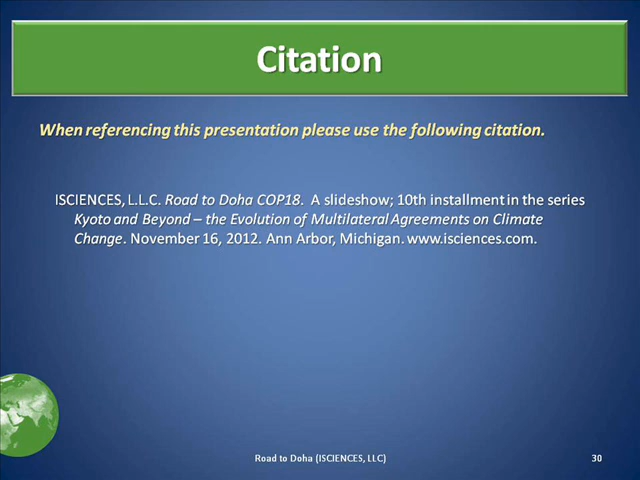 Citation
When referencing this presentation please use the following citation.
ISCIENCES, L.L.C. Road to Doha COP18. A slideshow; 10th installment in the series
Kyoto and Beyond – the Evolution of Multilateral Agreements on Climate
Change. November 16, 2012. Ann Arbor, Michigan. www.isciences.com.
Road to Doha (ISCIENCES, LLC)
30